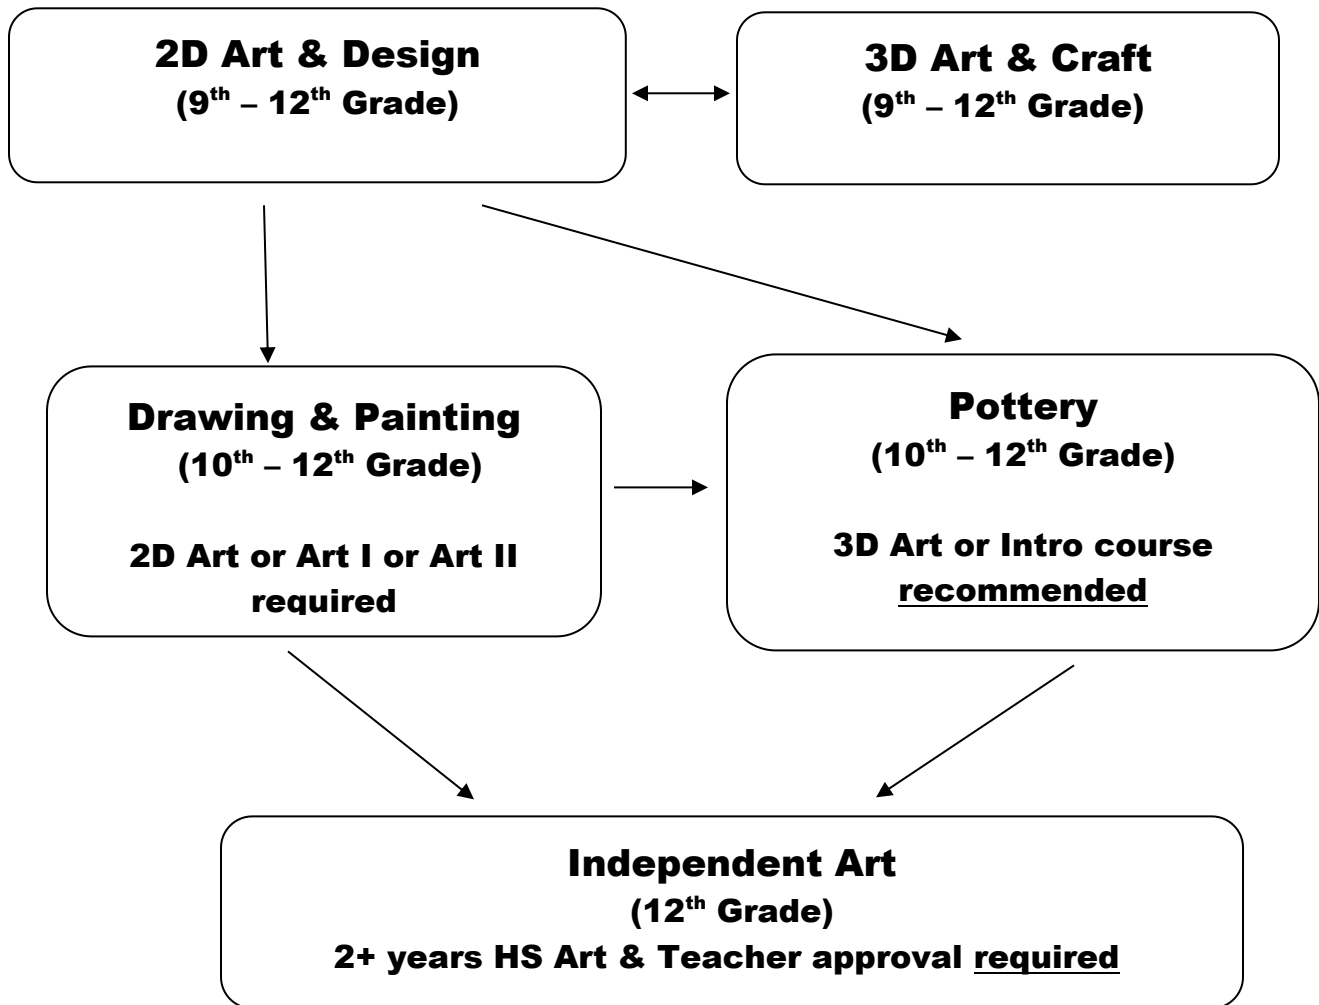 2D Art & Design
(9th – 12th Grade)
3D Art & Craft
(9th – 12th Grade)
Drawing & Painting
(10th – 12th Grade)
2D Art or Art I or Art II
required
Pottery
(10th – 12th Grade)
3D Art or Intro course
recommended
Independent Art
(12th Grade)
2+ years HS Art & Teacher approval required